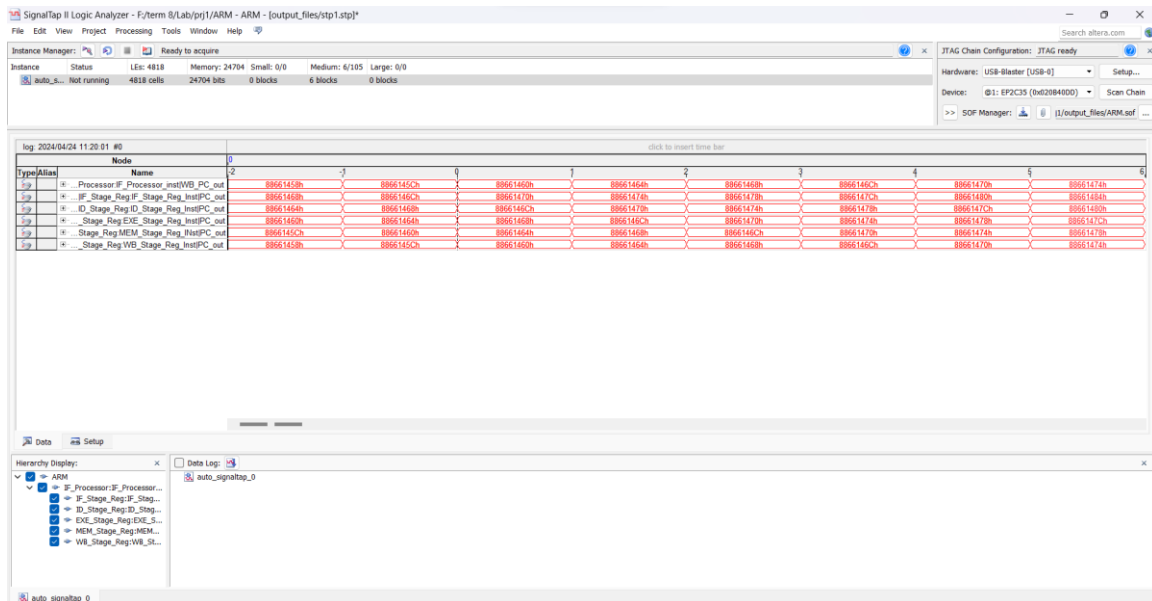 SignalTap II Logic Analyzer - F:/term 8/Lab/prj1/ARM - ARM - [output_files/stp1.stp]*
File Edit View Project Processing Tools Window Help
Search altera.com
Instance Manager: Ready to acquire
Instance Status LEs: 4818 Memory: 24704 Small: 0/0 Medium: 6/105 Large: 0/0
auto_s... Not running 4818 cells 24704 bits 0 blocks 6 blocks 0 blocks
JTAG Chain Configuration: JTAG ready
Hardware: USB-Blaster [USB-0] Setup...
Device: @1: EP2C35 (0x020B40DD) Scan Chain
>> SOF Manager: 1/output_files/ARM.sof ...
log: 2024/04/24 11:20:01 #0 click to insert time bar
Node 0
Type Alias Name -2 -1 0 1 2 3 4 5 6
...Processor:IF_Processor_inst|WB_PC_out 88661458h 8866145Ch 88661460h 88661464h 88661468h 8866146Ch 88661470h 88661474h
...|IF_Stage_Reg:IF_Stage_Reg_Inst|PC_out 88661468h 8866146Ch 88661470h 88661474h 88661478h 8866147Ch 88661480h 88661484h
...ID_Stage_Reg:ID_Stage_Reg_Inst|PC_out 88661464h 88661468h 8866146Ch 88661470h 88661474h 88661478h 8866147Ch 88661480h
..._Stage_Reg:EXE_Stage_Reg_Inst|PC_out 88661460h 88661464h 88661468h 8866146Ch 88661470h 88661474h 88661478h 8866147Ch
...Stage_Reg:MEM_Stage_Reg_INst|PC_out 8866145Ch 88661460h 88661464h 88661468h 8866146Ch 88661470h 88661474h 88661478h
..._Stage_Reg:WB_Stage_Reg_Inst|PC_out 88661458h 8866145Ch 88661460h 88661464h 88661468h 8866146Ch 88661470h 88661474h
Data Setup
Hierarchy Display:
ARM
IF_Processor:IF_Processor...
IF_Stage_Reg:IF_Stag...
ID_Stage_Reg:ID_Stag...
EXE_Stage_Reg:EXE_S...
MEM_Stage_Reg:MEM...
WB_Stage_Reg:WB_St...
Data Log:
auto_signaltap_0
auto_signaltap_0